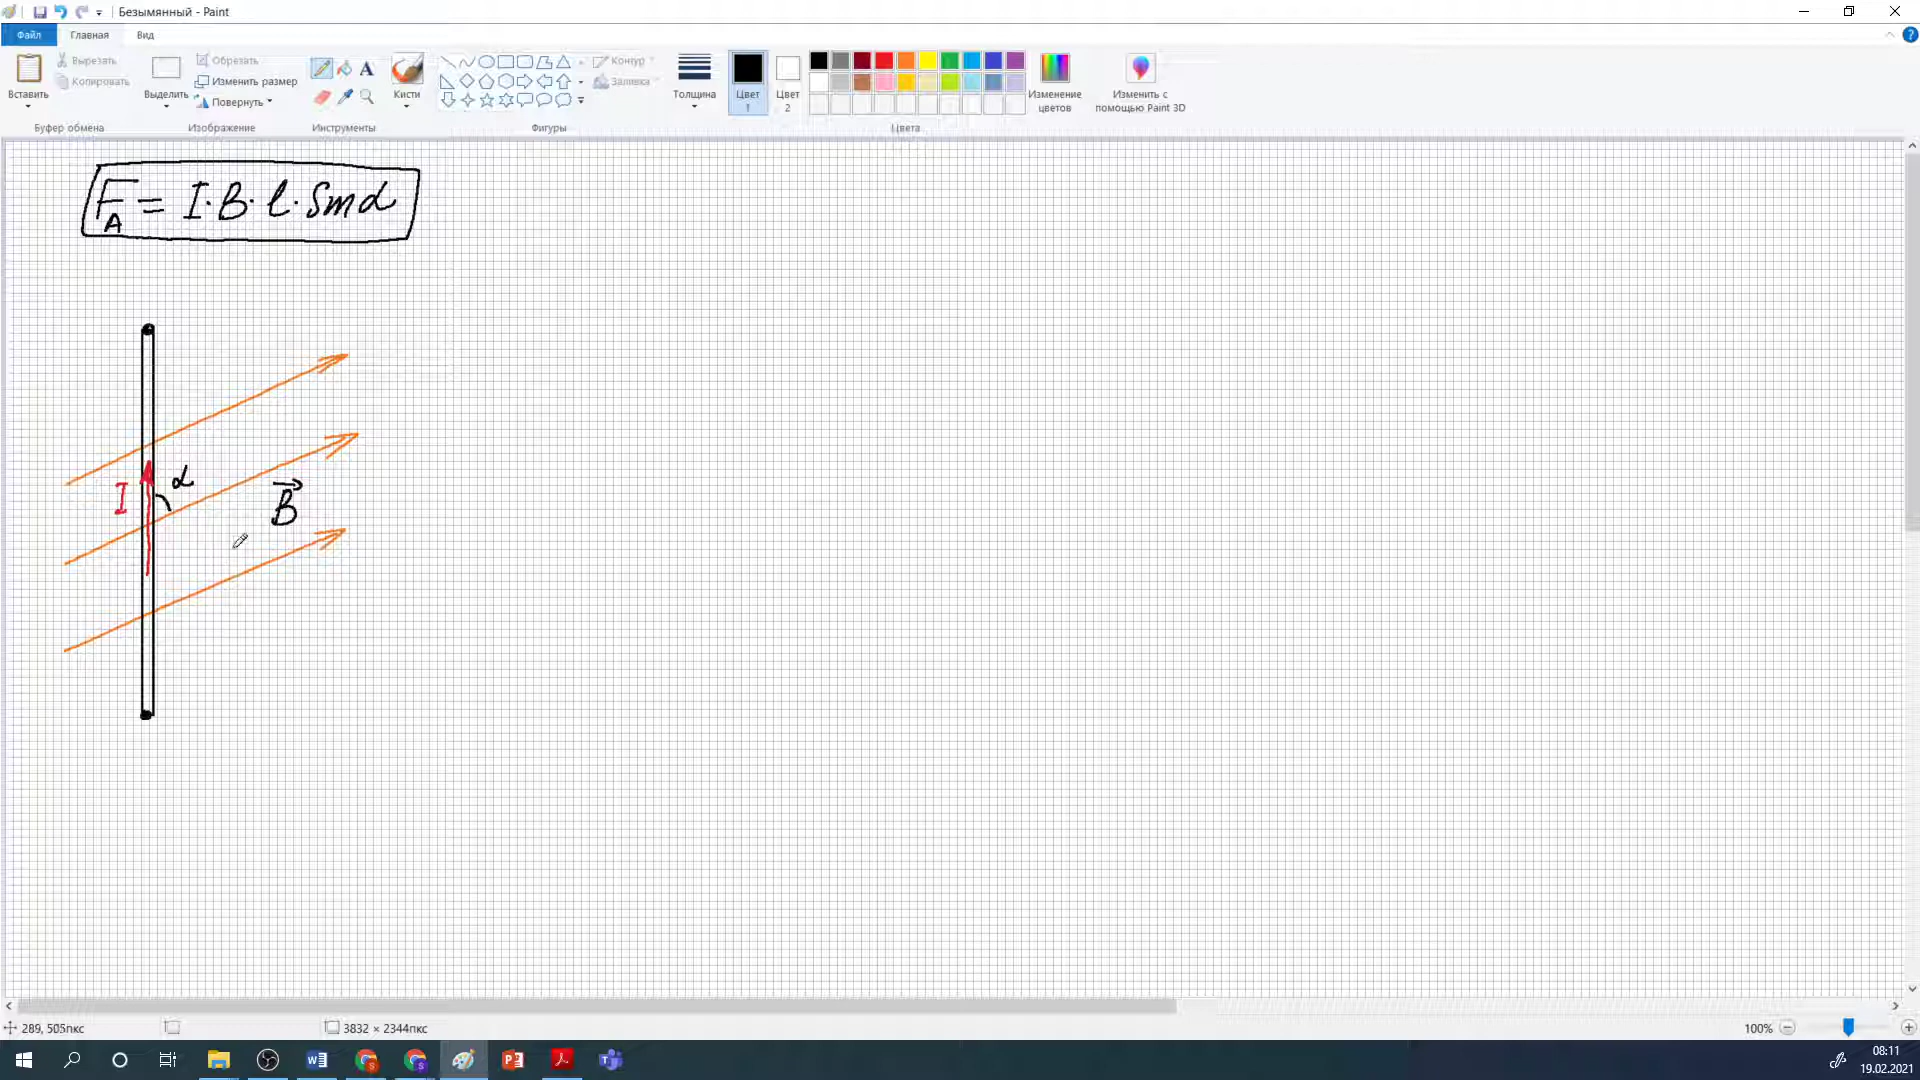 Безымянный - Paint
Файл Главная Вид
Вставить
Вырезать
Копировать
Буфер обмена
Выделить
Обрезать
Изменить размер
Повернуть
Изображение
A
Инструменты
Кисти
Контур
Заливка
Фигуры
Толщина
Цвет 1
Цвет 2
Изменение цветов
Изменить с помощью Paint 3D
Цвета
F_A = I · B · l · Sin α
I
α
B⃗
289, 505пкс
3832 × 2344пкс
100%
08:11
19.02.2021